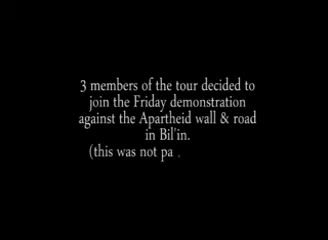 3 members of the tour decided to
join the Friday demonstration
against the Apartheid wall & road
in Bil'in.
(this was not pa